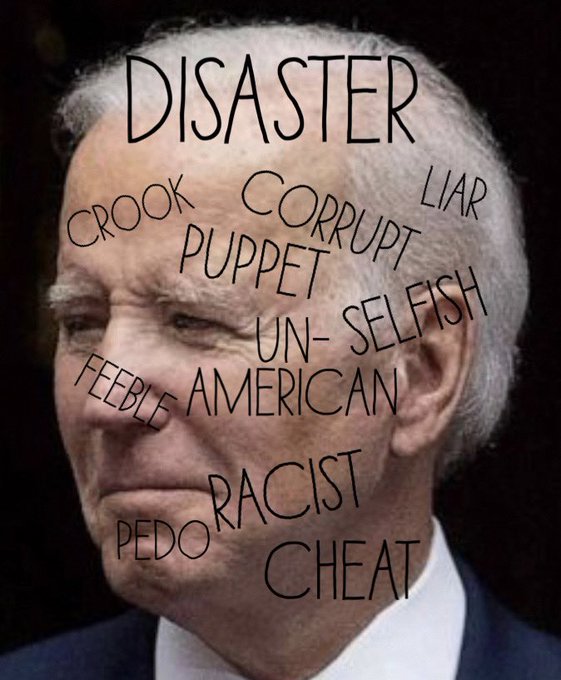 DISASTER
CROOK
CORRUPT
LIAR
PUPPET
UN-
SELFISH
FEEBLE
AMERICAN
RACIST
PEDO
CHEAT